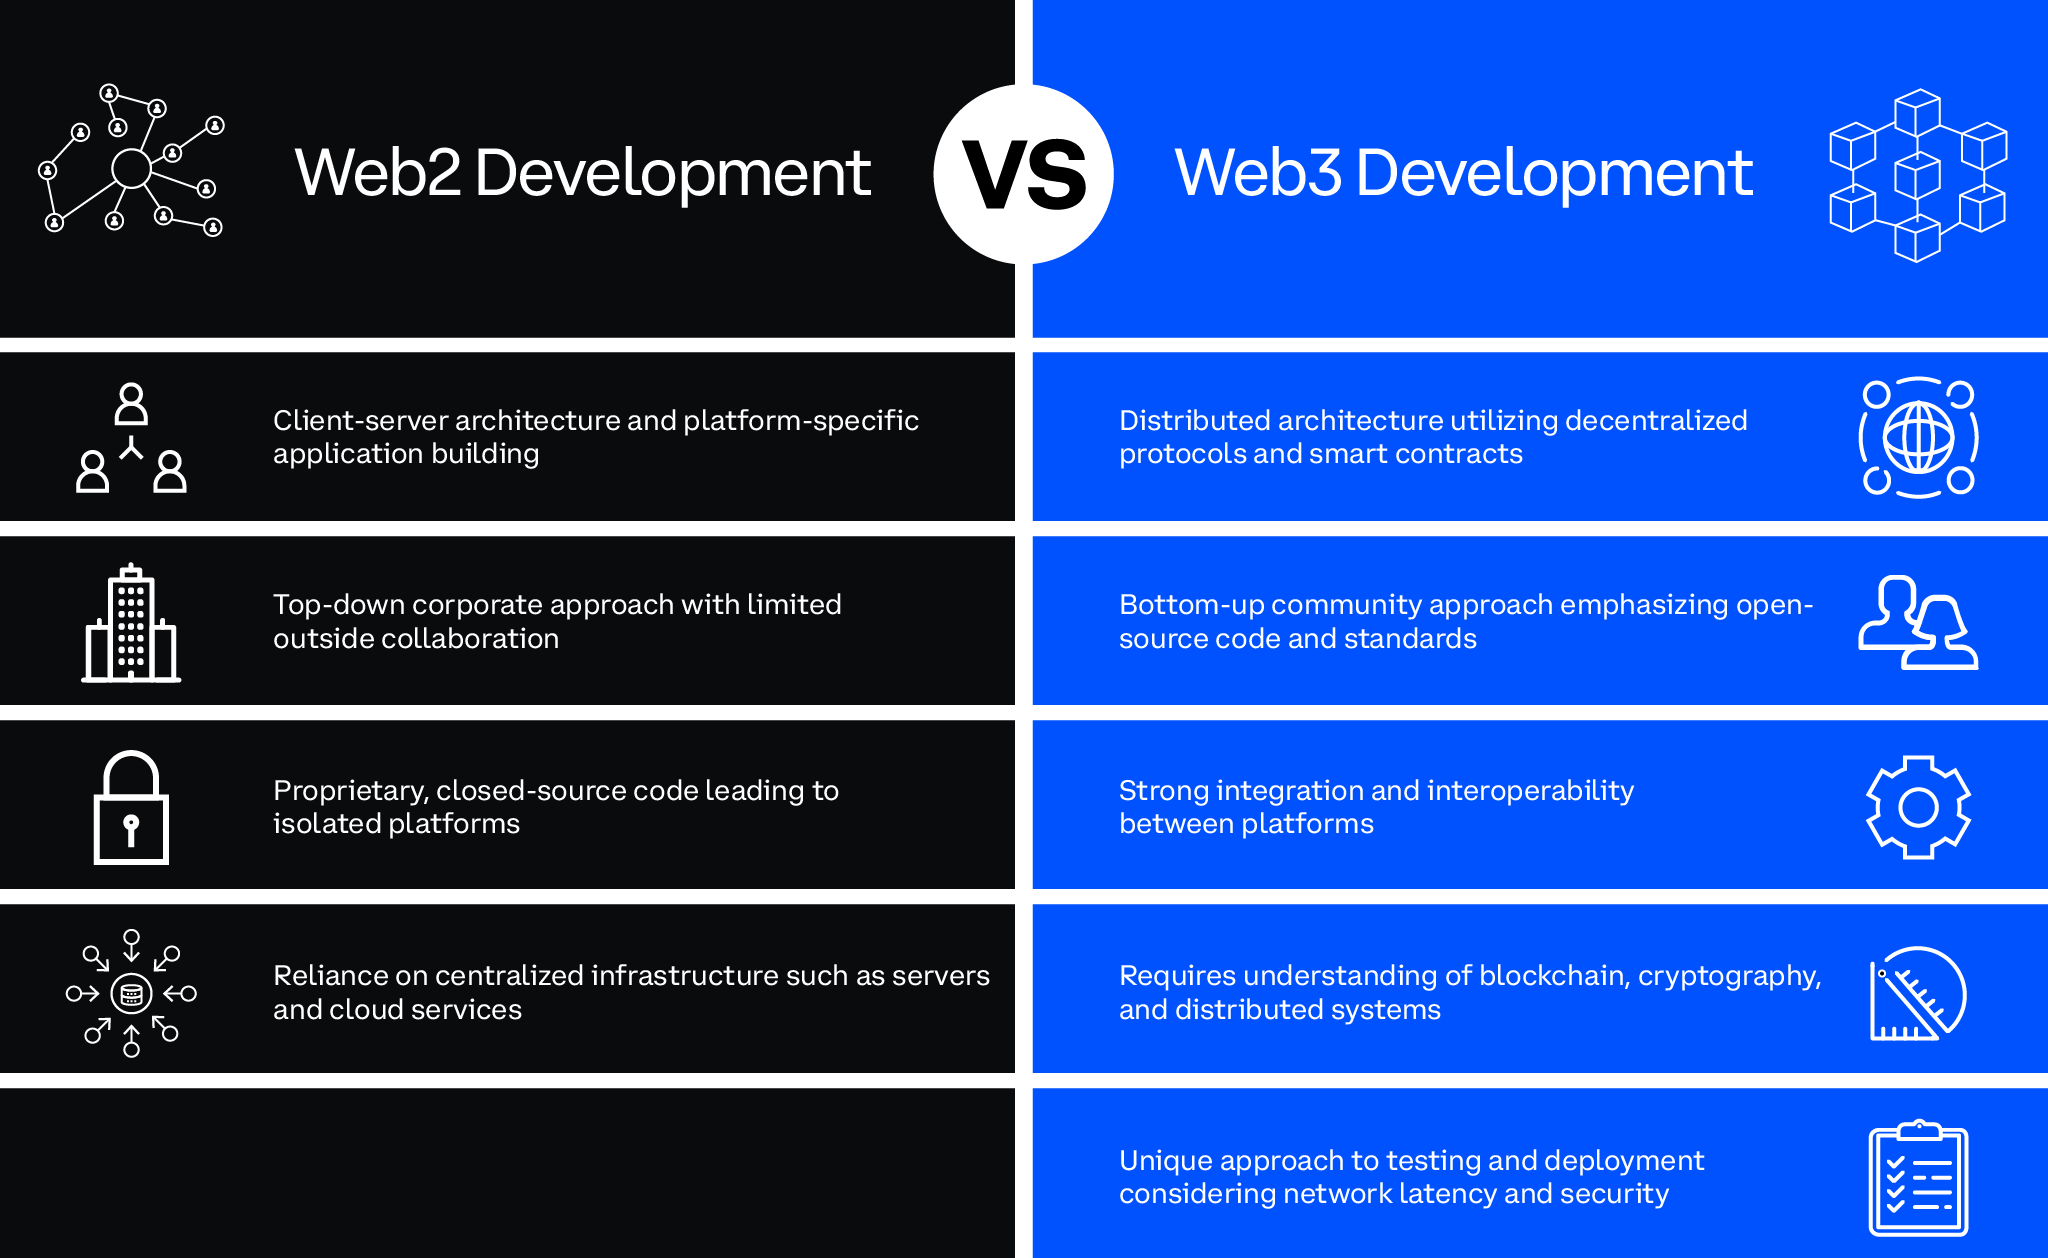 Web2 Development
VS
Web3 Development
Client-server architecture and platform-specific
application building
Distributed architecture utilizing decentralized
protocols and smart contracts
Top-down corporate approach with limited
outside collaboration
Bottom-up community approach emphasizing open-
source code and standards
Proprietary, closed-source code leading to
isolated platforms
Strong integration and interoperability
between platforms
Reliance on centralized infrastructure such as servers
and cloud services
Requires understanding of blockchain, cryptography,
and distributed systems
Unique approach to testing and deployment
considering network latency and security